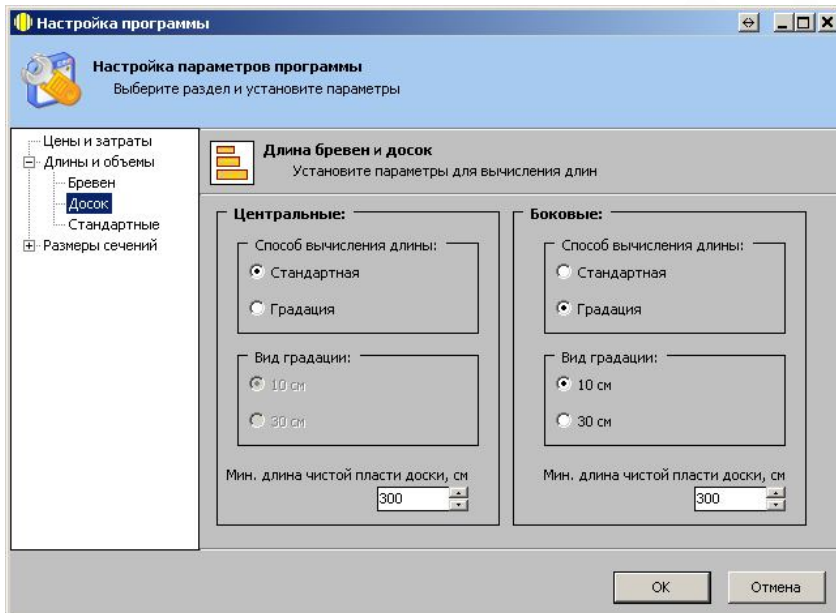 Настройка программы
Настройка параметров программы
Выберите раздел и установите параметры
Цены и затраты
Длины и объемы
Бревен
Досок
Стандартные
Размеры сечений
Длина бревен и досок
Установите параметры для вычисления длин
Центральные:
Способ вычисления длины:
Стандартная
Градация
Вид градации:
10 см
30 см
Мин. длина чистой пласти доски, см
300
Боковые:
Способ вычисления длины:
Стандартная
Градация
Вид градации:
10 см
30 см
Мин. длина чистой пласти доски, см
300
OK
Отмена